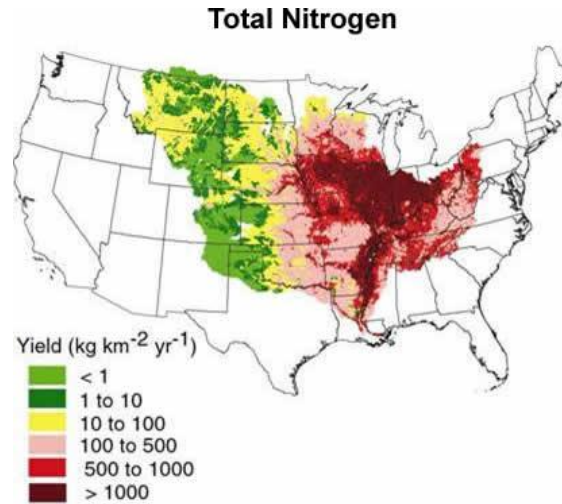 Total Nitrogen
Yield (kg km⁻² yr⁻¹)
< 1
1 to 10
10 to 100
100 to 500
500 to 1000
> 1000